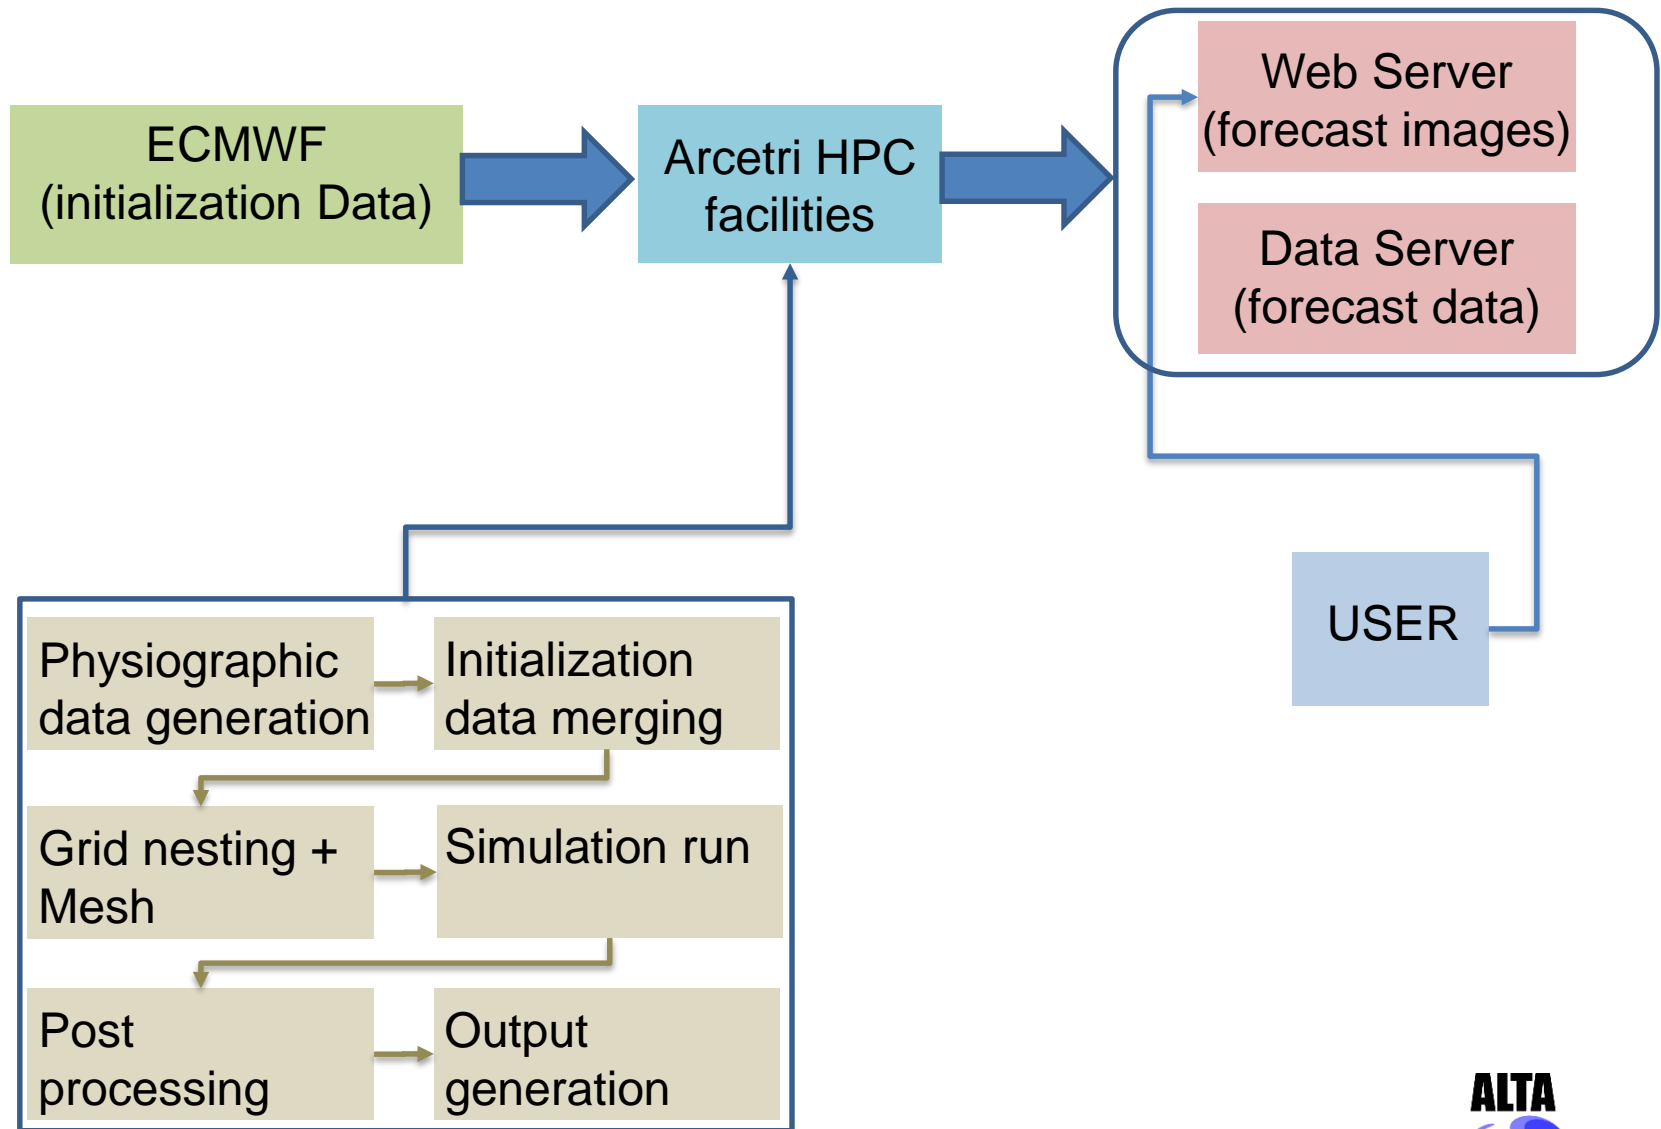 ECMWF
(initialization Data)
Arcetri HPC
facilities
Web Server
(forecast images)
Data Server
(forecast data)
USER
Physiographic
data generation
Initialization
data merging
Grid nesting +
Mesh
Simulation run
Post
processing
Output
generation
ALTA